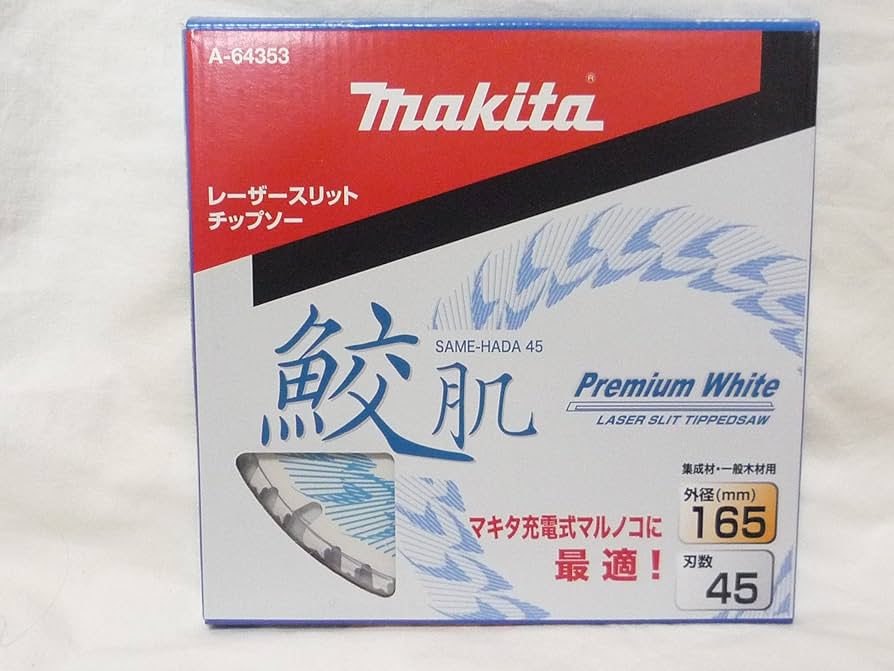 A-64353
makita®
レーザースリット
チップソー
鮫肌
SAME-HADA 45
Premium White
LASER SLIT TIPPEDSAW
集成材・一般木材用
外径(mm)
165
マキタ充電式マルノコに
最適！
刃数
45